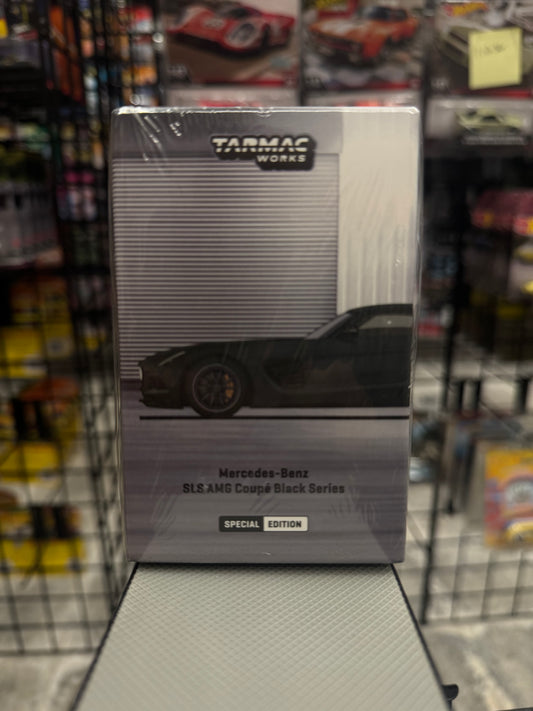 TARMAC
WORKS
Mercedes-Benz
SLS AMG Coupé Black Series
SPECIAL EDITION